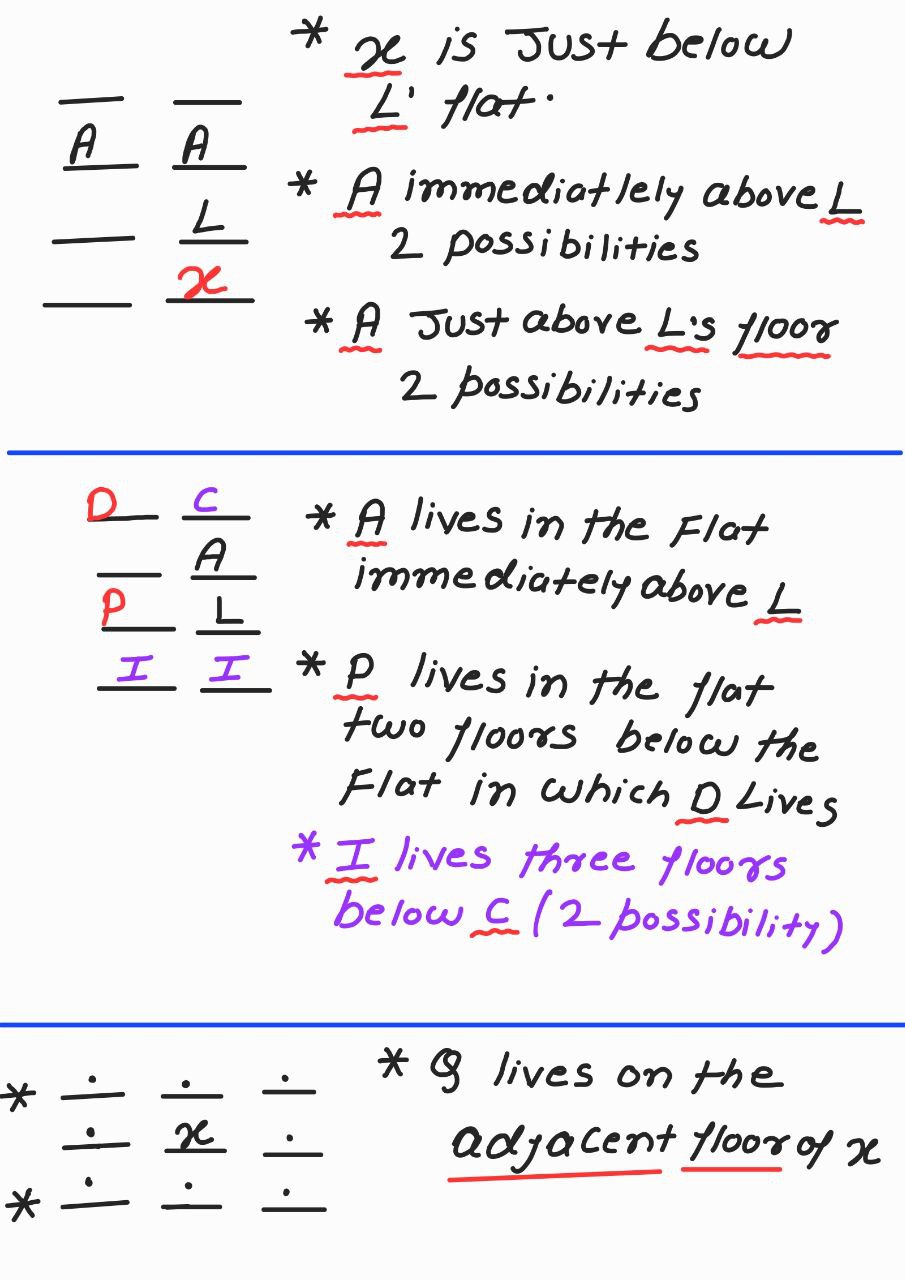 * x is Just below
L' flat.
A A
L
x
* A immediatlely above L
2 possibilities
* A Just above L's floor
2 possibilities
D C
A
P L
I I
* A lives in the Flat
immediately above L
* P lives in the flat
two floors below the
Flat in which D Lives
* I lives three floors
below C (2 possibility)
*
x
*
* Q lives on the
adjacent floor of x